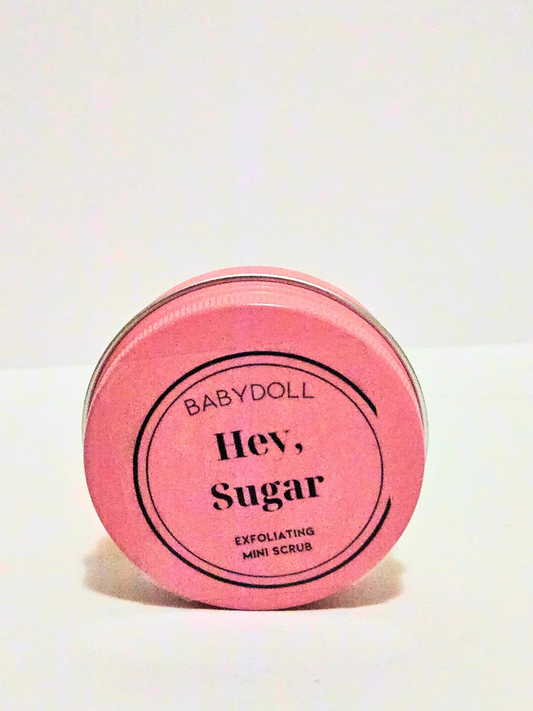 BABYDOLL
Hey,
Sugar
EXFOLIATING
MINI SCRUB